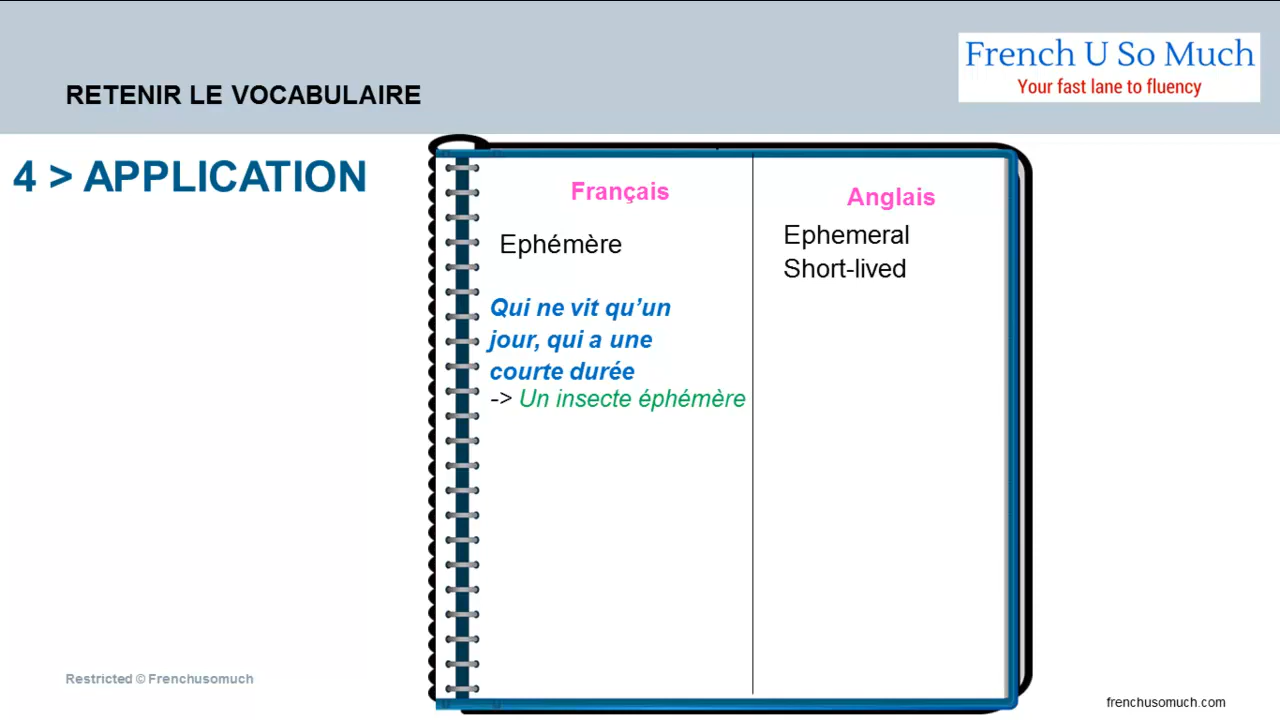 RETENIR LE VOCABULAIRE
French U So Much
Your fast lane to fluency
4 > APPLICATION
Français
Ephémère
Qui ne vit qu’un
jour, qui a une
courte durée
-> Un insecte éphémère
Anglais
Ephemeral
Short-lived
Restricted © Frenchusomuch
frenchusomuch.com